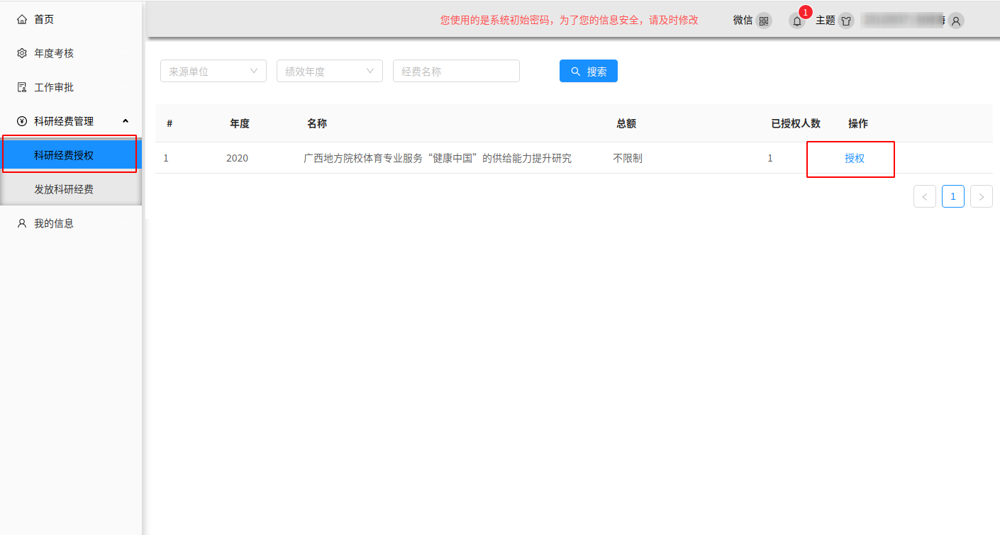 首页
年度考核
工作审批
科研经费管理
科研经费授权
发放科研经费
我的信息
您使用的是系统初始密码，为了您的信息安全，请及时修改
微信
1
主题
来源单位
绩效年度
经费名称
搜索
# 年度 名称 总额 已授权人数 操作
1 2020 广西地方院校体育专业服务“健康中国”的供给能力提升研究 不限制 1 授权
< 1 >